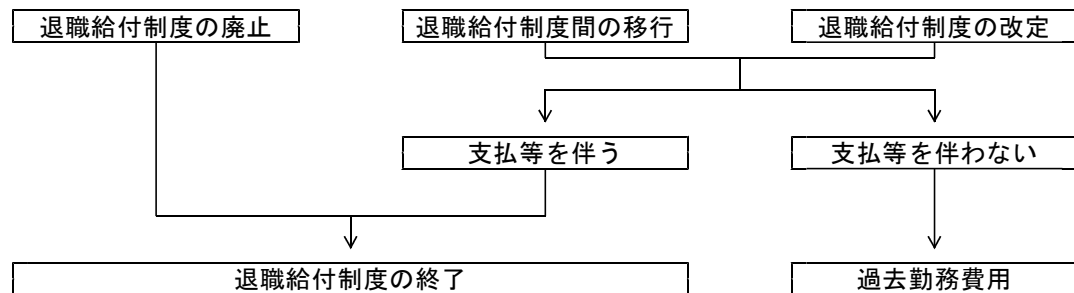 退職給付制度の廃止
退職給付制度間の移行
退職給付制度の改定
支払等を伴う
支払等を伴わない
退職給付制度の終了
過去勤務費用